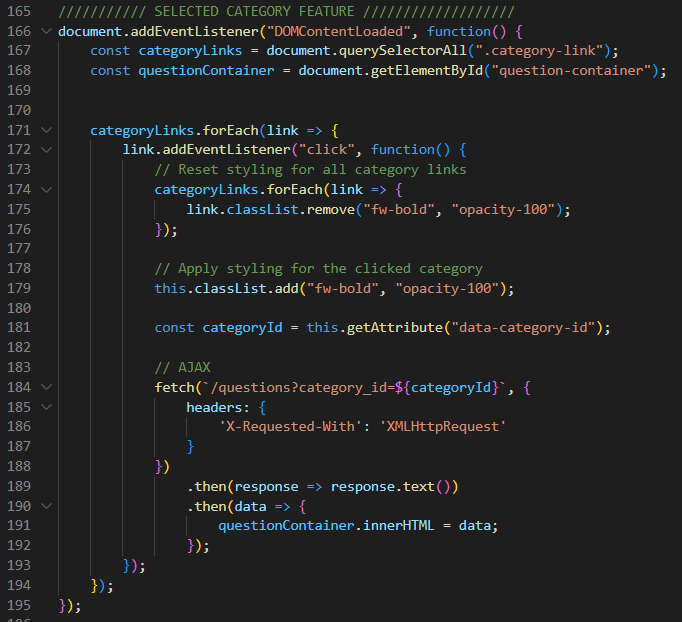 165 /////////// SELECTED CATEGORY FEATURE ///////////////////
166 document.addEventListener("DOMContentLoaded", function() {
167     const categoryLinks = document.querySelectorAll(".category-link");
168     const questionContainer = document.getElementById("question-container");
169
170
171     categoryLinks.forEach(link => {
172         link.addEventListener("click", function() {
173             // Reset styling for all category links
174             categoryLinks.forEach(link => {
175                 link.classList.remove("fw-bold", "opacity-100");
176             });
177
178             // Apply styling for the clicked category
179             this.classList.add("fw-bold", "opacity-100");
180
181             const categoryId = this.getAttribute("data-category-id");
182
183             // AJAX
184             fetch(`/questions?category_id=${categoryId}`, {
185                 headers: {
186                     'X-Requested-With': 'XMLHttpRequest'
187                 }
188             })
189                 .then(response => response.text())
190                 .then(data => {
191                     questionContainer.innerHTML = data;
192                 });
193         });
194     });
195 });